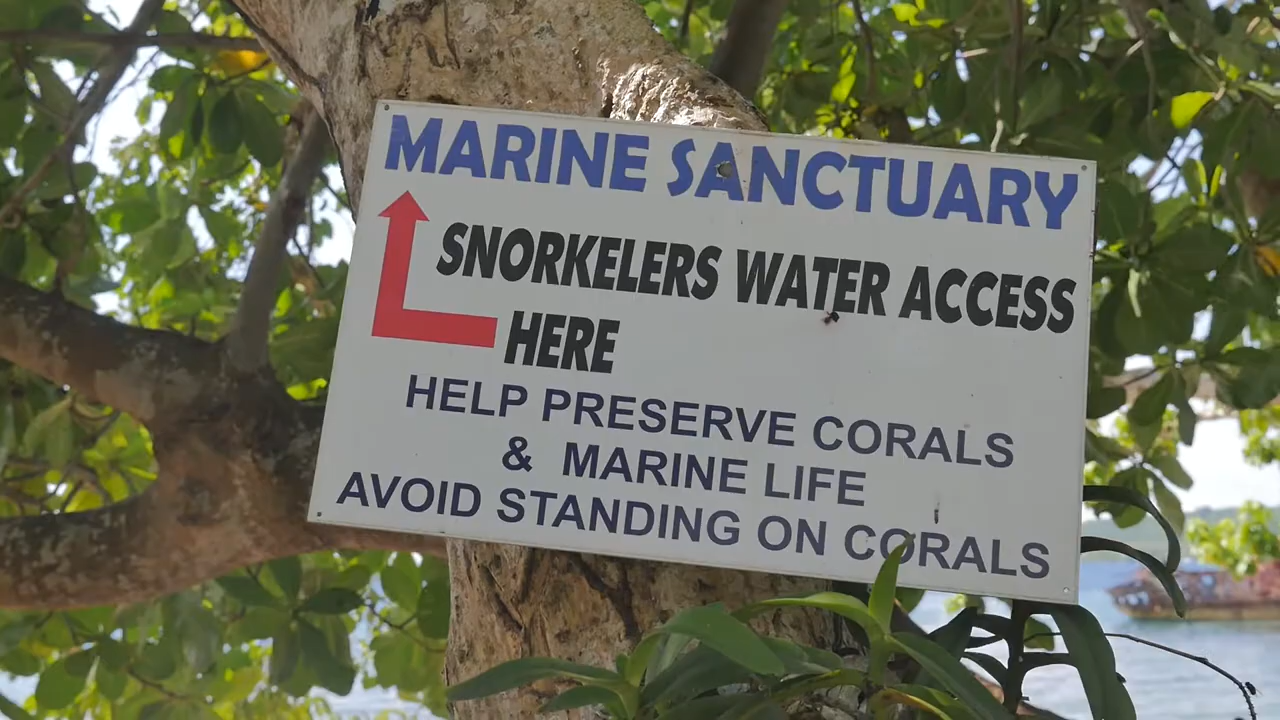 MARINE SANCTUARY
SNORKELERS WATER ACCESS
HERE
HELP PRESERVE CORALS
& MARINE LIFE
AVOID STANDING ON CORALS